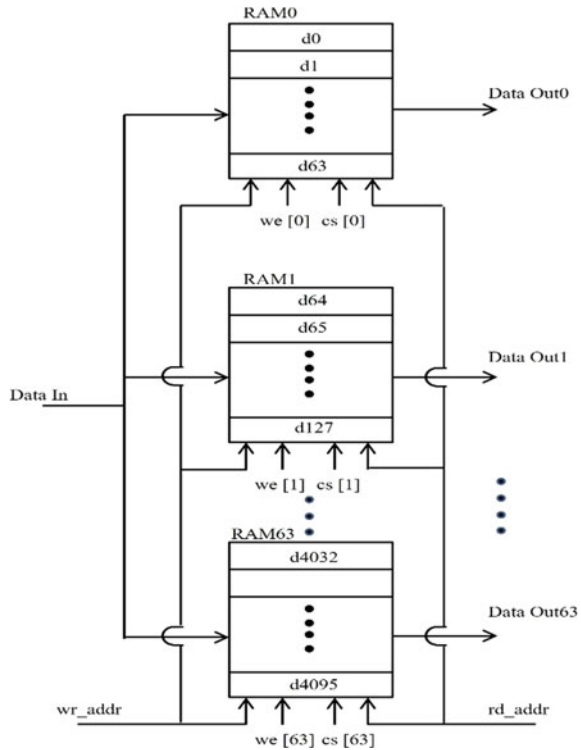 RAM0
d0
d1
Data Out0
d63
we [0] cs [0]
RAM1
d64
d65
Data Out1
Data In
d127
we [1] cs [1]
RAM63
d4032
Data Out63
d4095
wr_addr
rd_addr
we [63] cs [63]